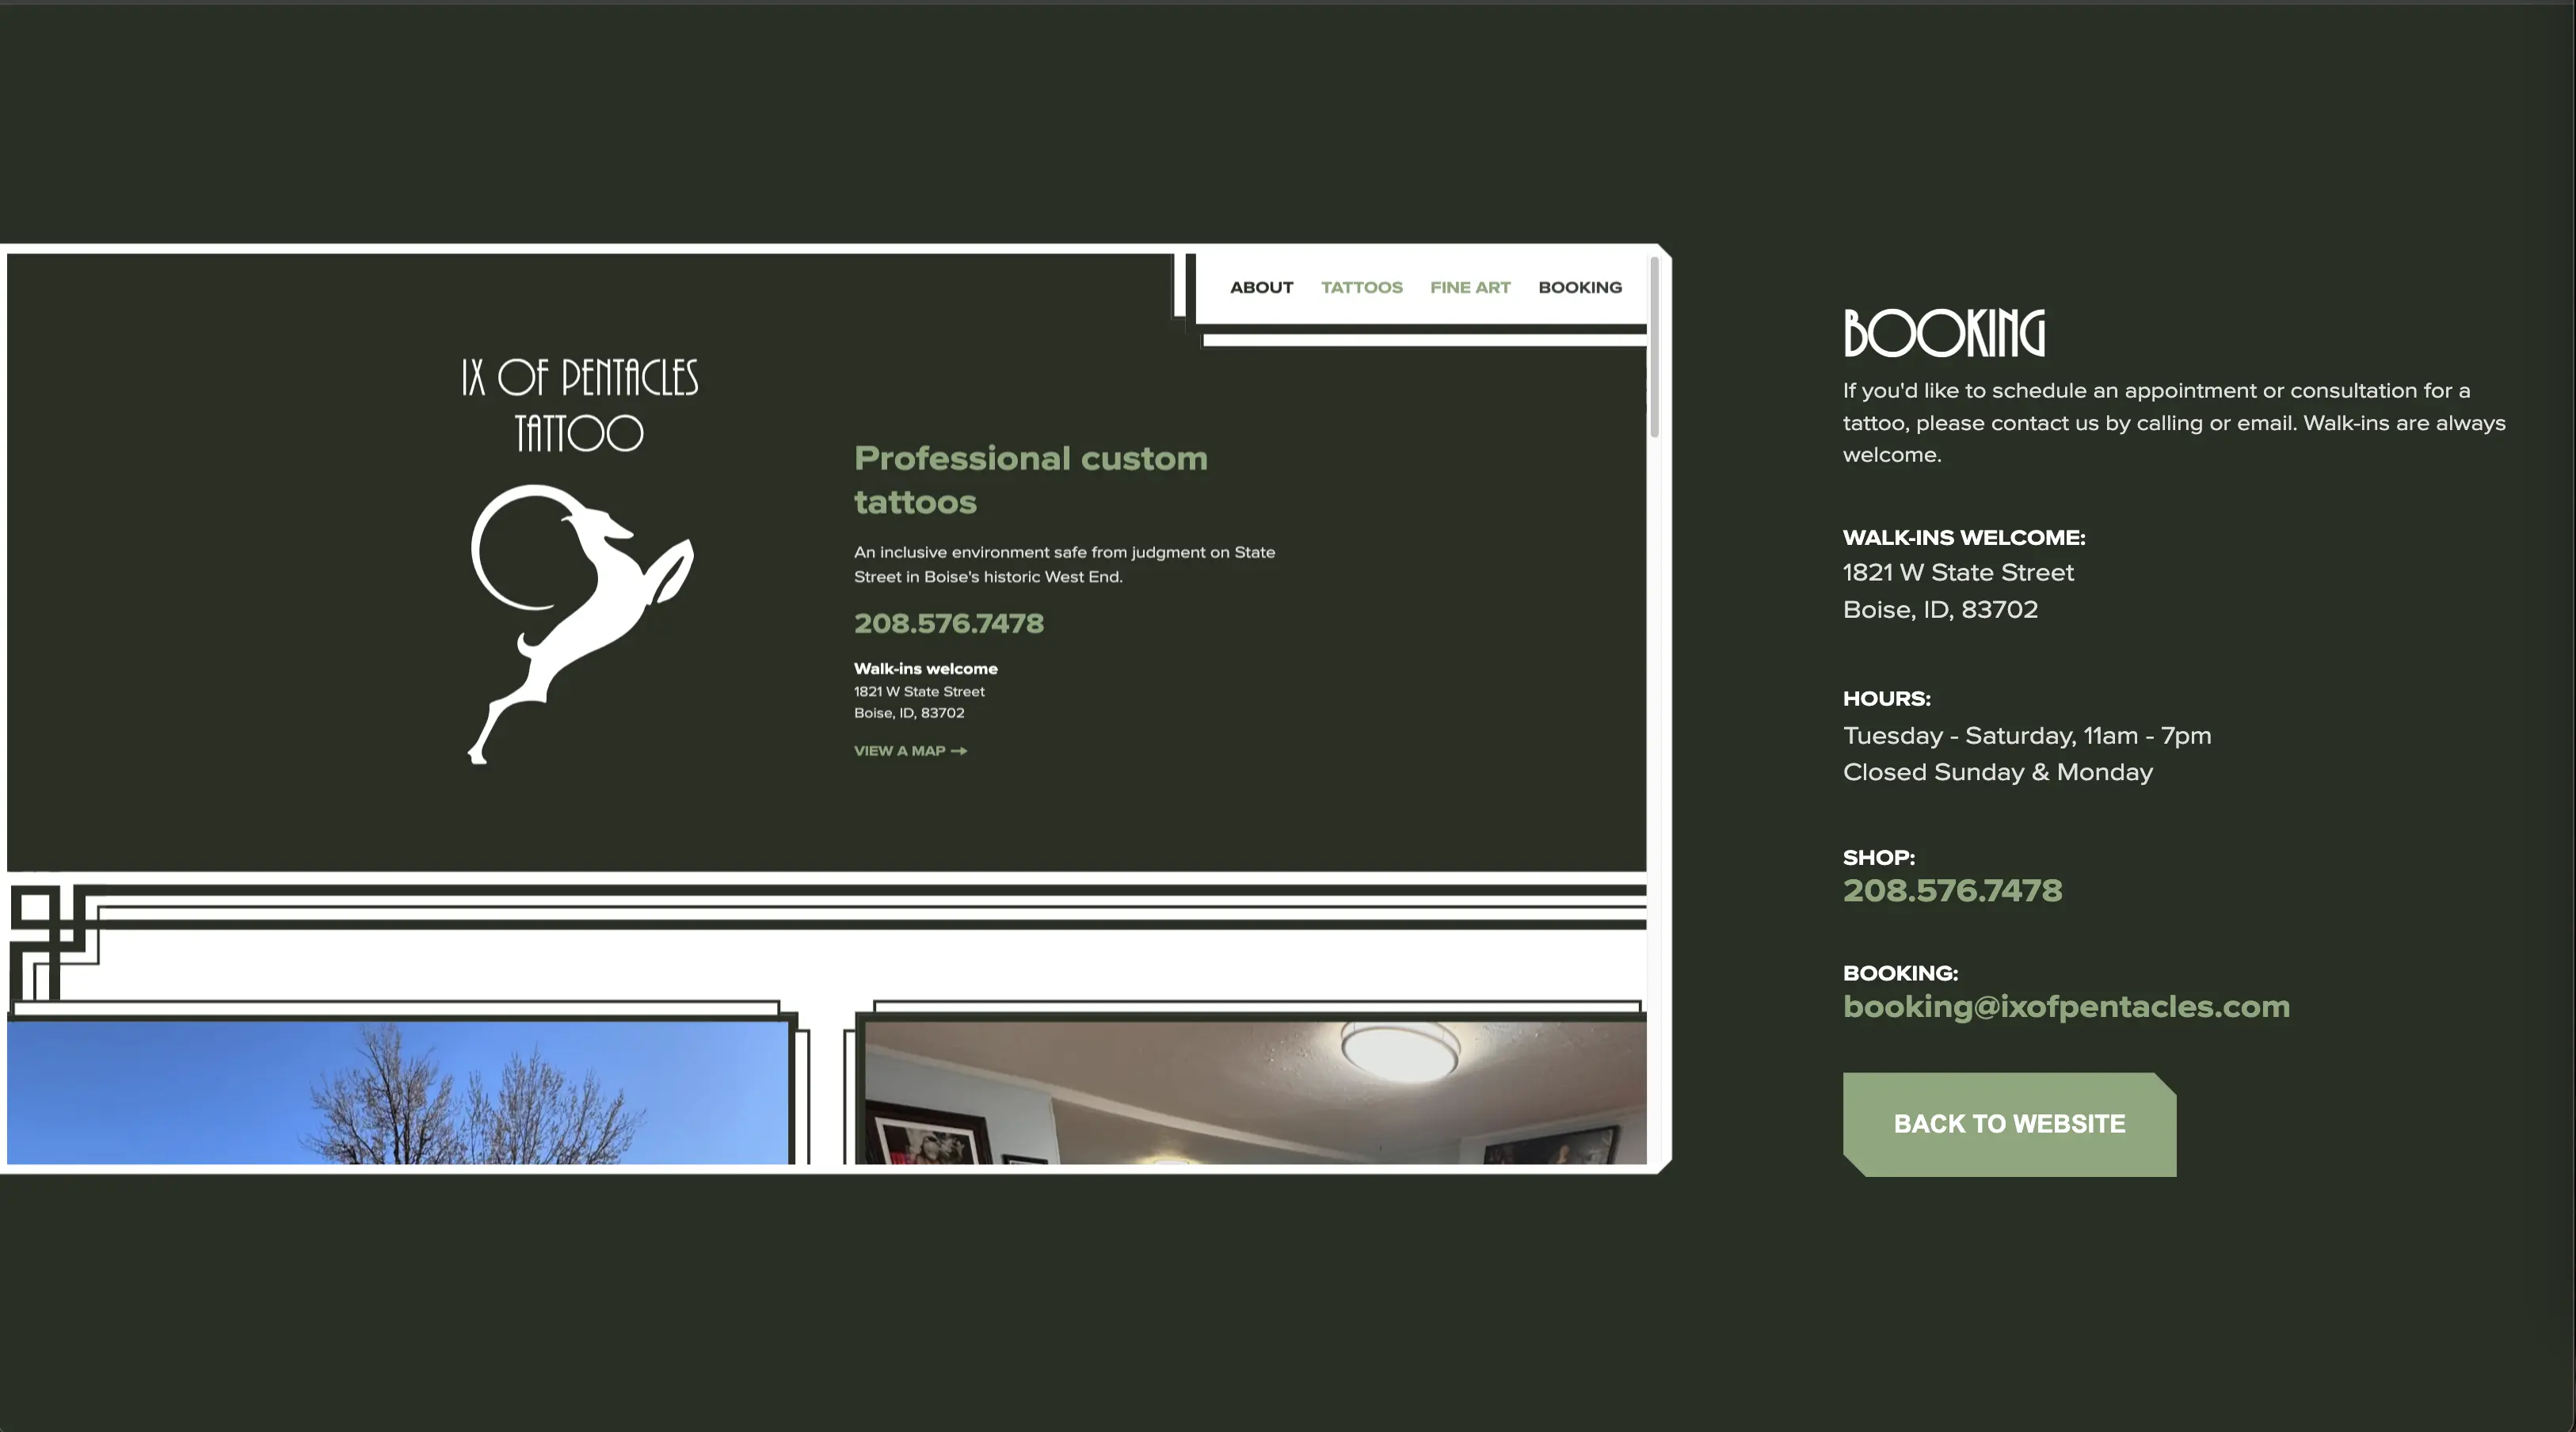 ABOUT TATTOOS FINE ART BOOKING
IX OF PENTACLES
TATTOO
Professional custom
tattoos
An inclusive environment safe from judgment on State
Street in Boise's historic West End.
208.576.7478
Walk-ins welcome
1821 W State Street
Boise, ID, 83702
VIEW A MAP →
BOOKING
If you'd like to schedule an appointment or consultation for a
tattoo, please contact us by calling or email. Walk-ins are always
welcome.
WALK-INS WELCOME:
1821 W State Street
Boise, ID, 83702
HOURS:
Tuesday - Saturday, 11am - 7pm
Closed Sunday & Monday
SHOP:
208.576.7478
BOOKING:
booking@ixofpentacles.com
BACK TO WEBSITE